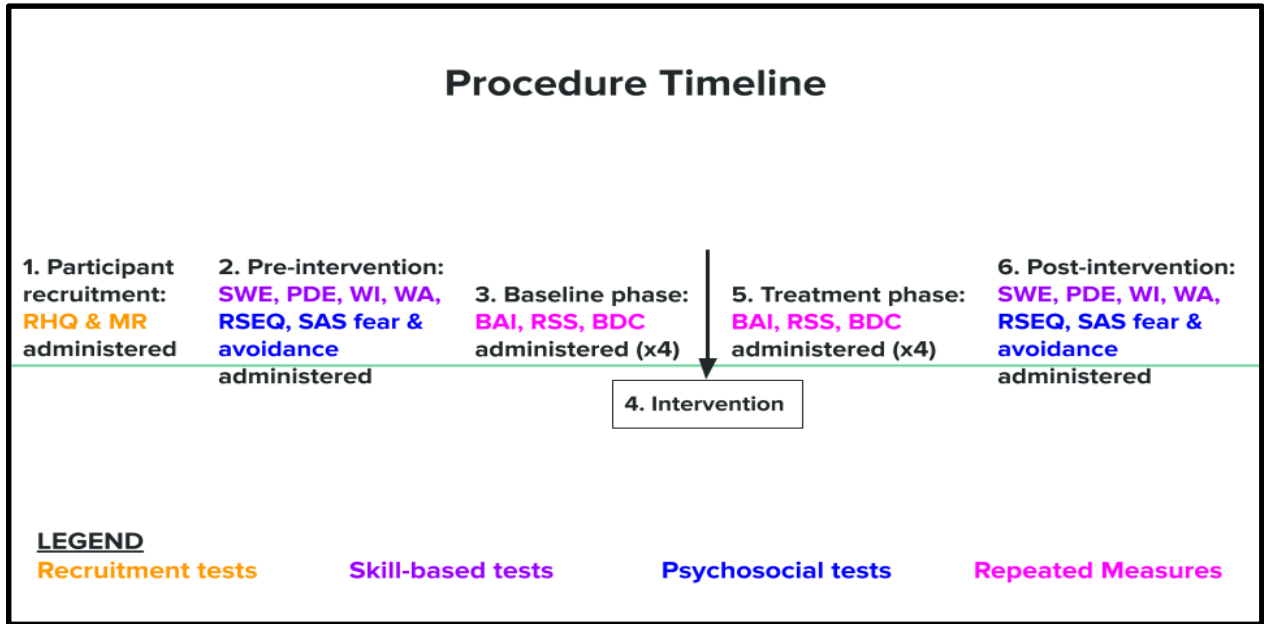 Procedure Timeline
1. Participant
recruitment:
RHQ & MR
administered
2. Pre-intervention:
SWE, PDE, WI, WA,
RSEQ, SAS fear &
avoidance
administered
3. Baseline phase:
BAI, RSS, BDC
administered (x4)
4. Intervention
5. Treatment phase:
BAI, RSS, BDC
administered (x4)
6. Post-intervention:
SWE, PDE, WI, WA,
RSEQ, SAS fear &
avoidance
administered
LEGEND
Recruitment tests
Skill-based tests
Psychosocial tests
Repeated Measures